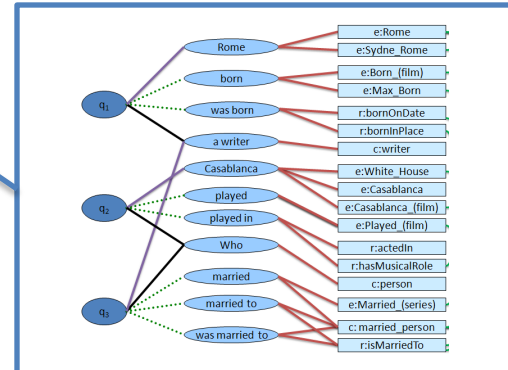 q1
q2
q3
Rome
born
was born
a writer
Casablanca
played
played in
Who
married
married to
was married to
e:Rome
e:Sydne_Rome
e:Born_(film)
e:Max_Born
r:bornOnDate
r:bornInPlace
c:writer
e:White_House
e:Casablanca
e:Casablanca_(film)
e:Played_(film)
r:actedIn
r:hasMusicalRole
c:person
e:Married_(series)
c: married_person
r:isMarriedTo